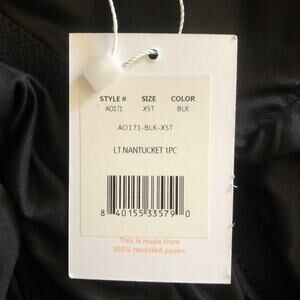 STYLE # SIZE COLOR
A0171 XST BLK
A0171-BLK-XST
LT NANTUCKET 1PC
8 40155 33579 0
This is made from
100% recycled paper.